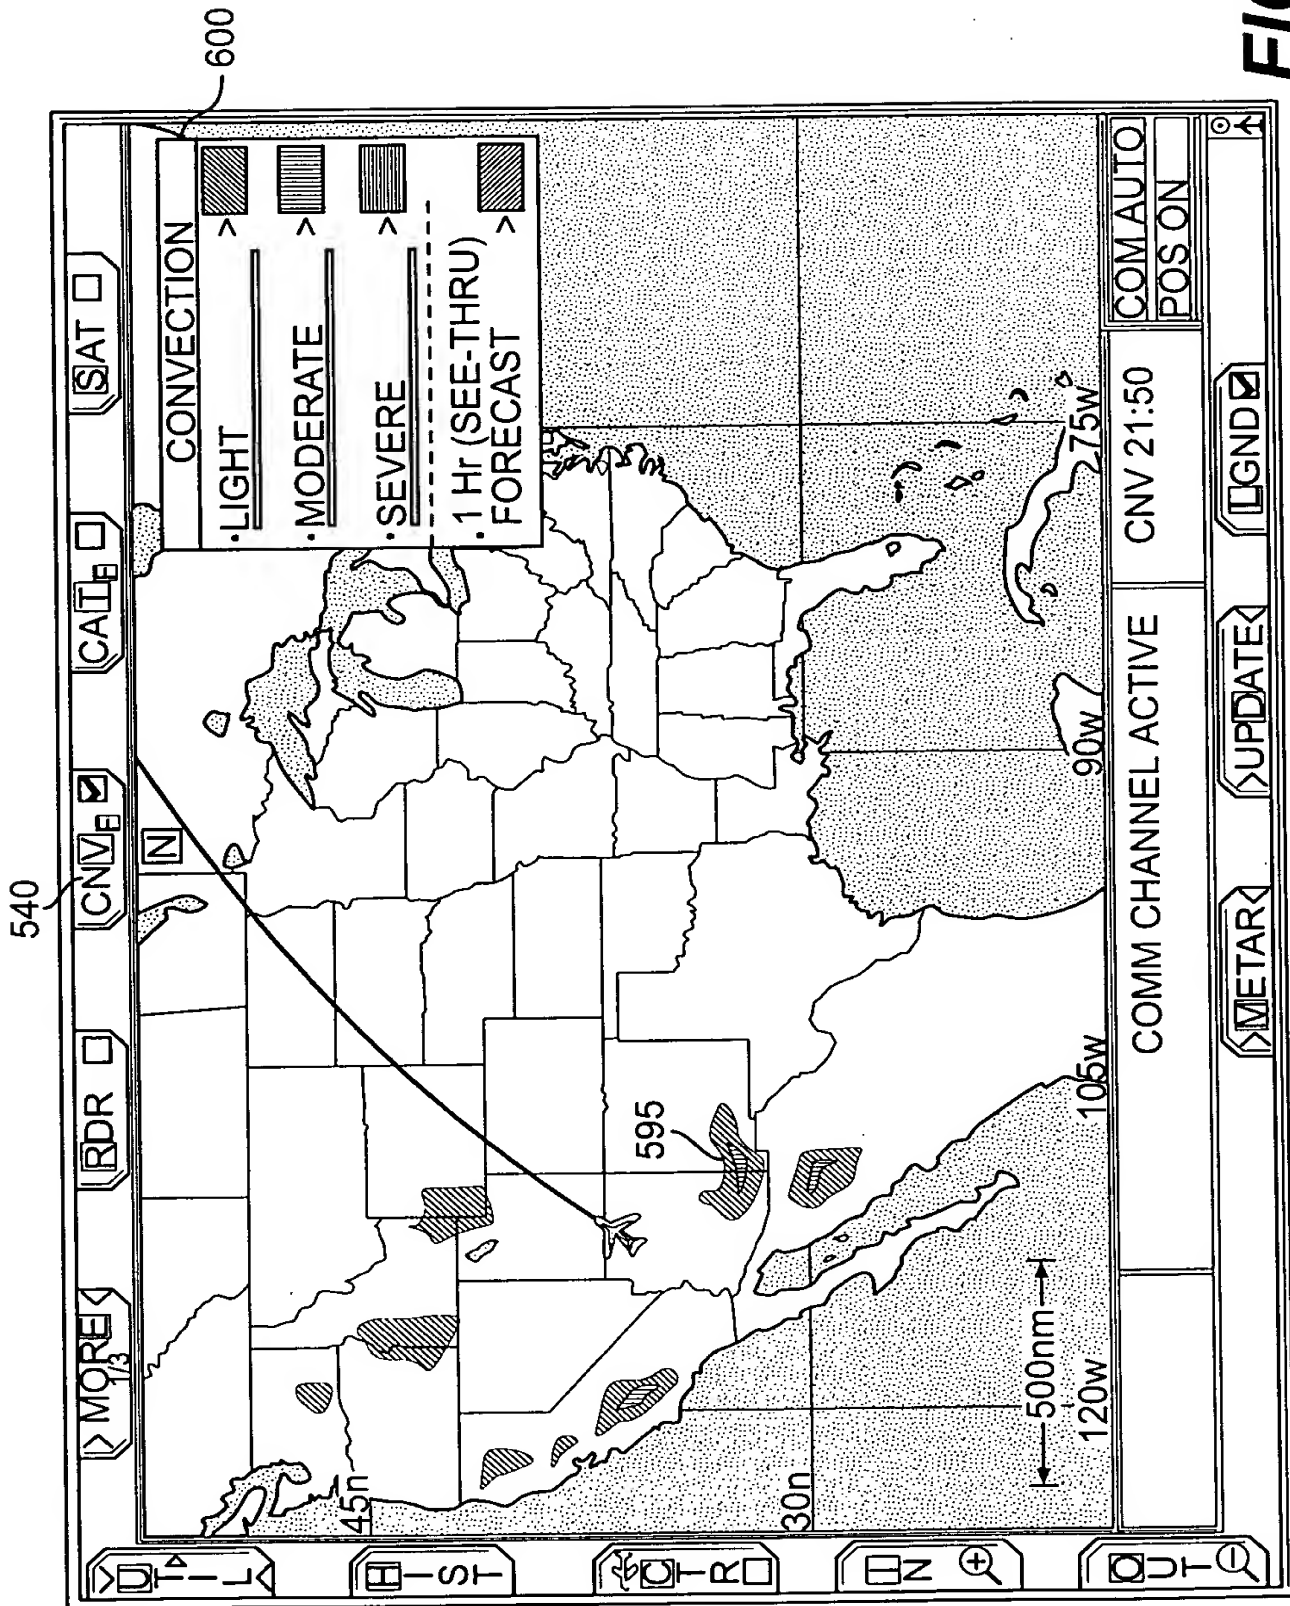 540
>MORE<
1/3
RDR
CNV
CAT
SAT
600
N
CONVECTION
· LIGHT >
· MODERATE >
· SEVERE >
· 1 Hr (SEE-THRU) >
FORECAST
595
45n
30n
500nm
120w
105w
90w
75w
COMM CHANNEL ACTIVE
CNV 21:50
COM AUTO
POS ON
>METAR<
>UPDATE<
LGND
UTIL
HIST
CTR
IN
OUT